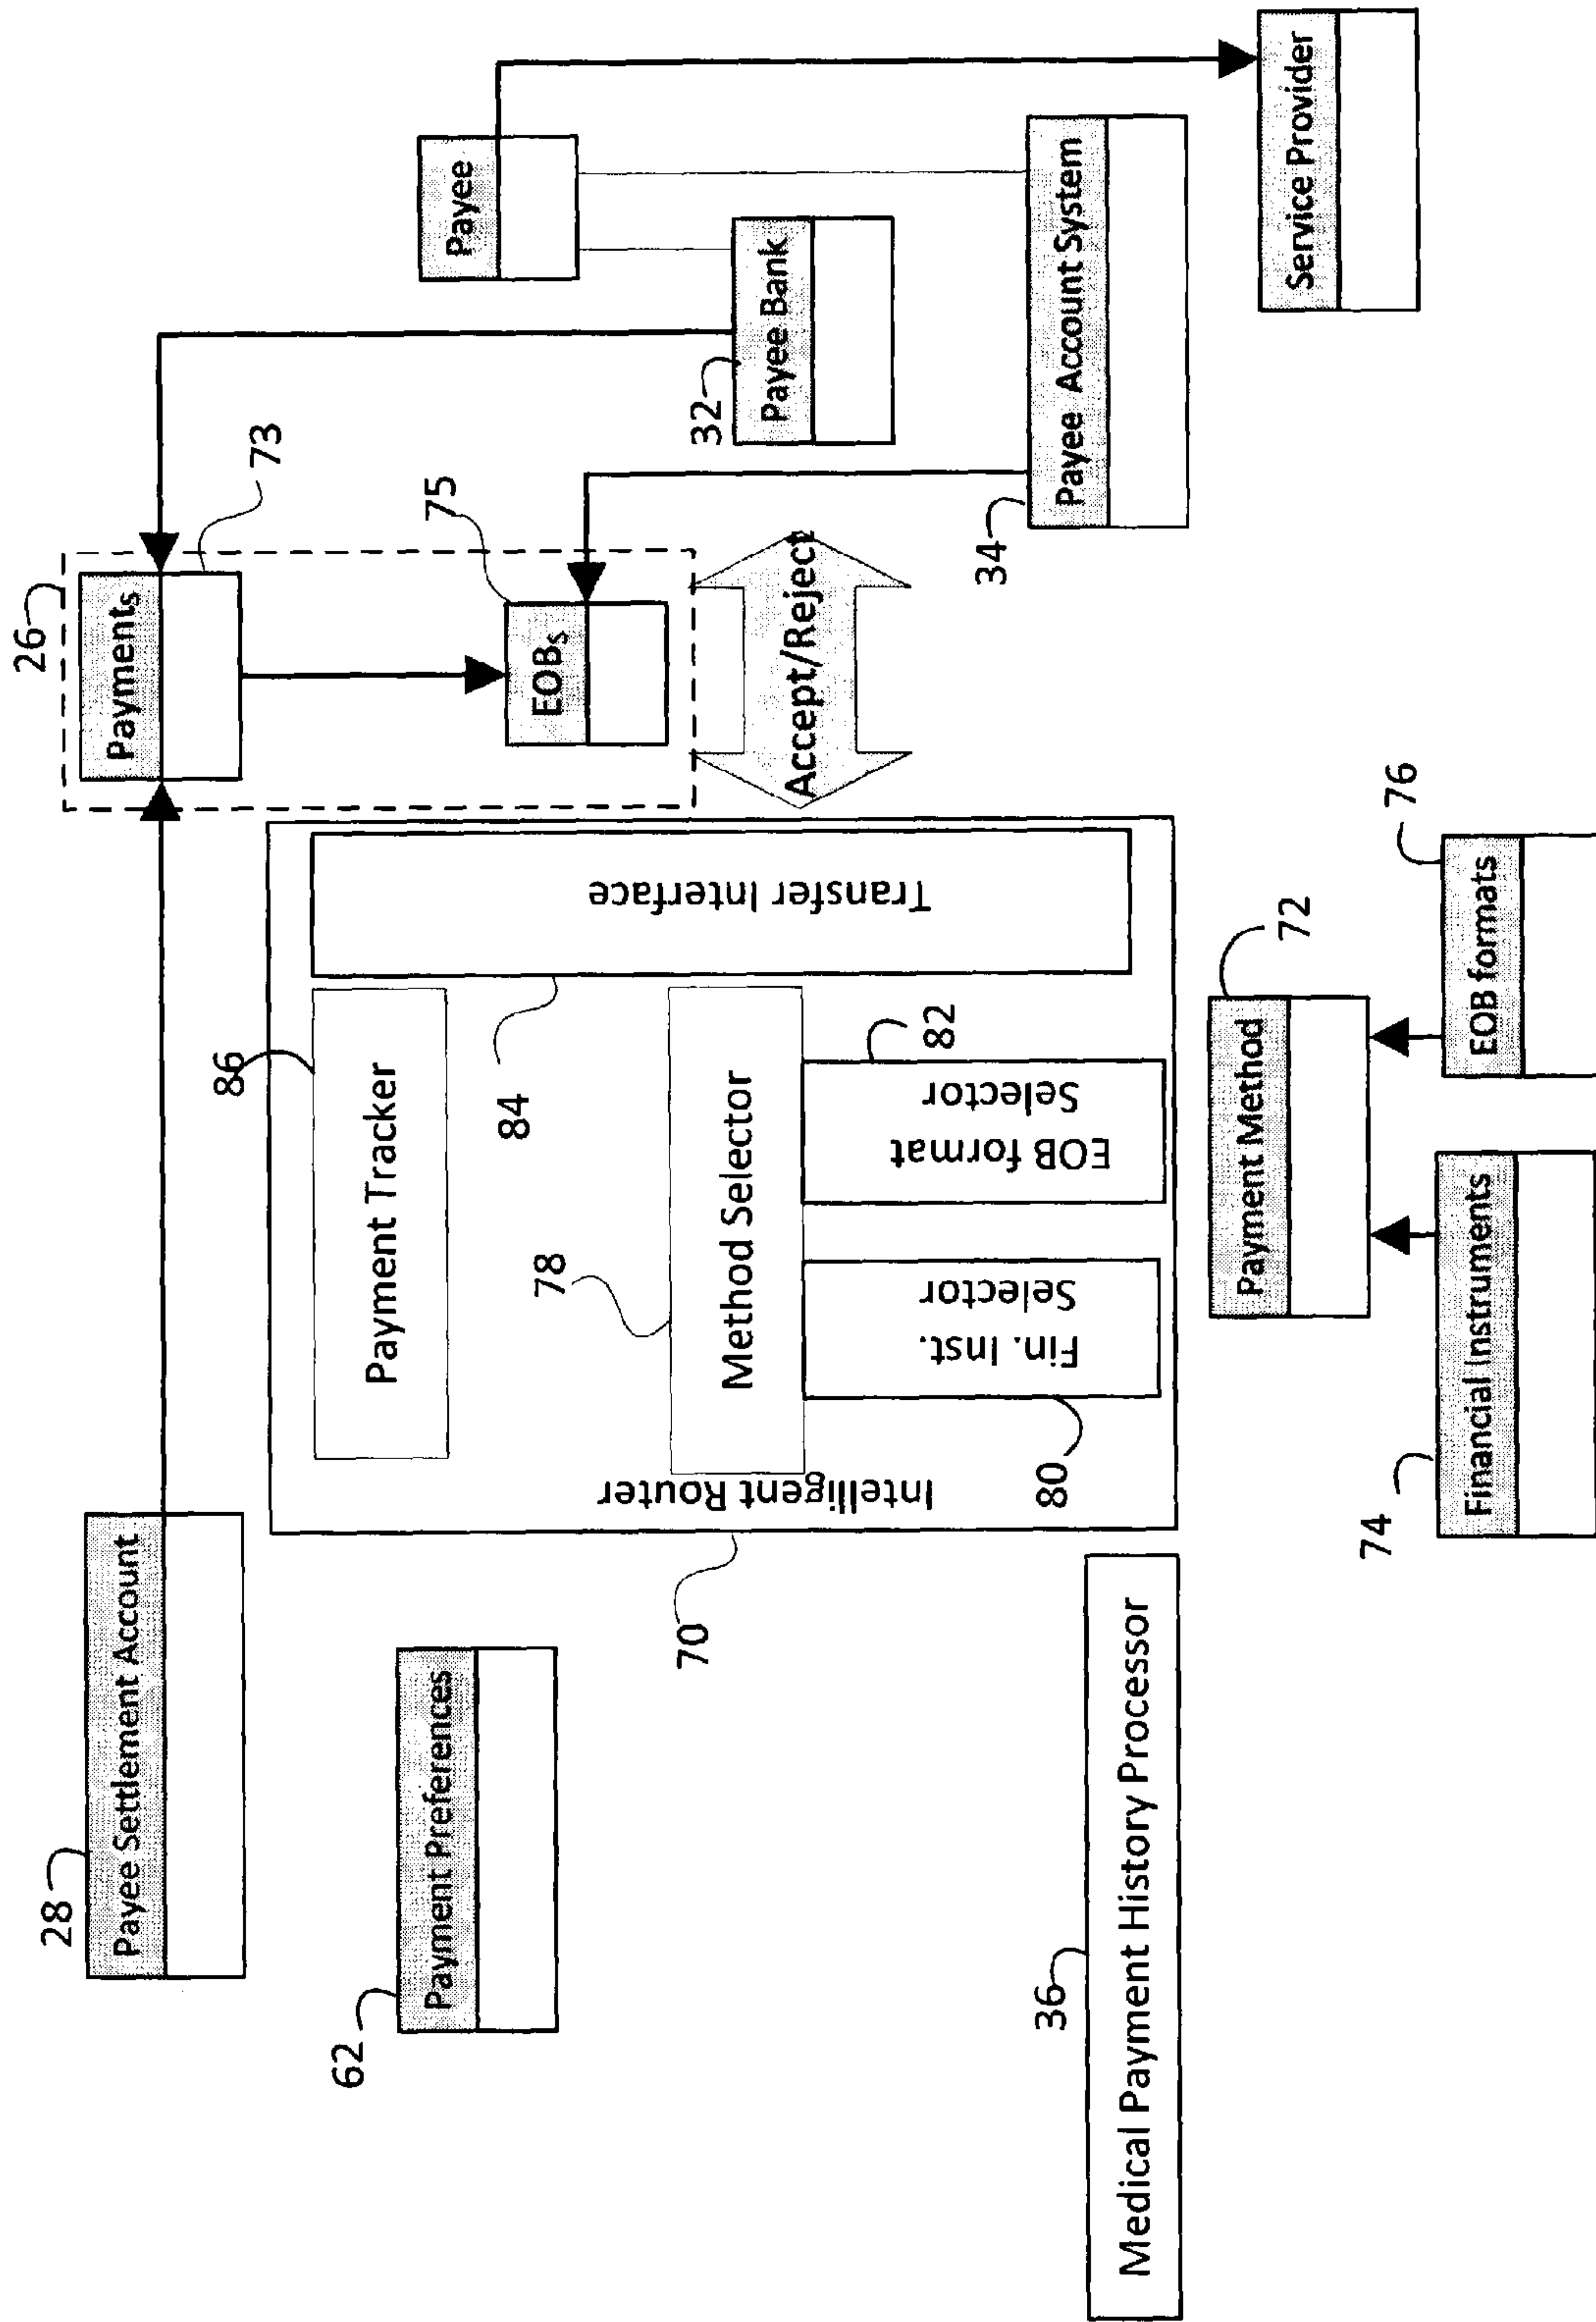 28
Payee Settlement Account
26
Payments
73
Payee
62
Payment Preferences
86
Payment Tracker
84
Transfer Interface
75
EOBs
32
Payee Bank
70
Intelligent Router
78
Method Selector
80
Fin. Inst.
Selector
82
EOB format
Selector
Accept/Reject
34
Payee Account System
36
Medical Payment History Processor
72
Payment Method
Service Provider
74
Financial Instruments
76
EOB formats